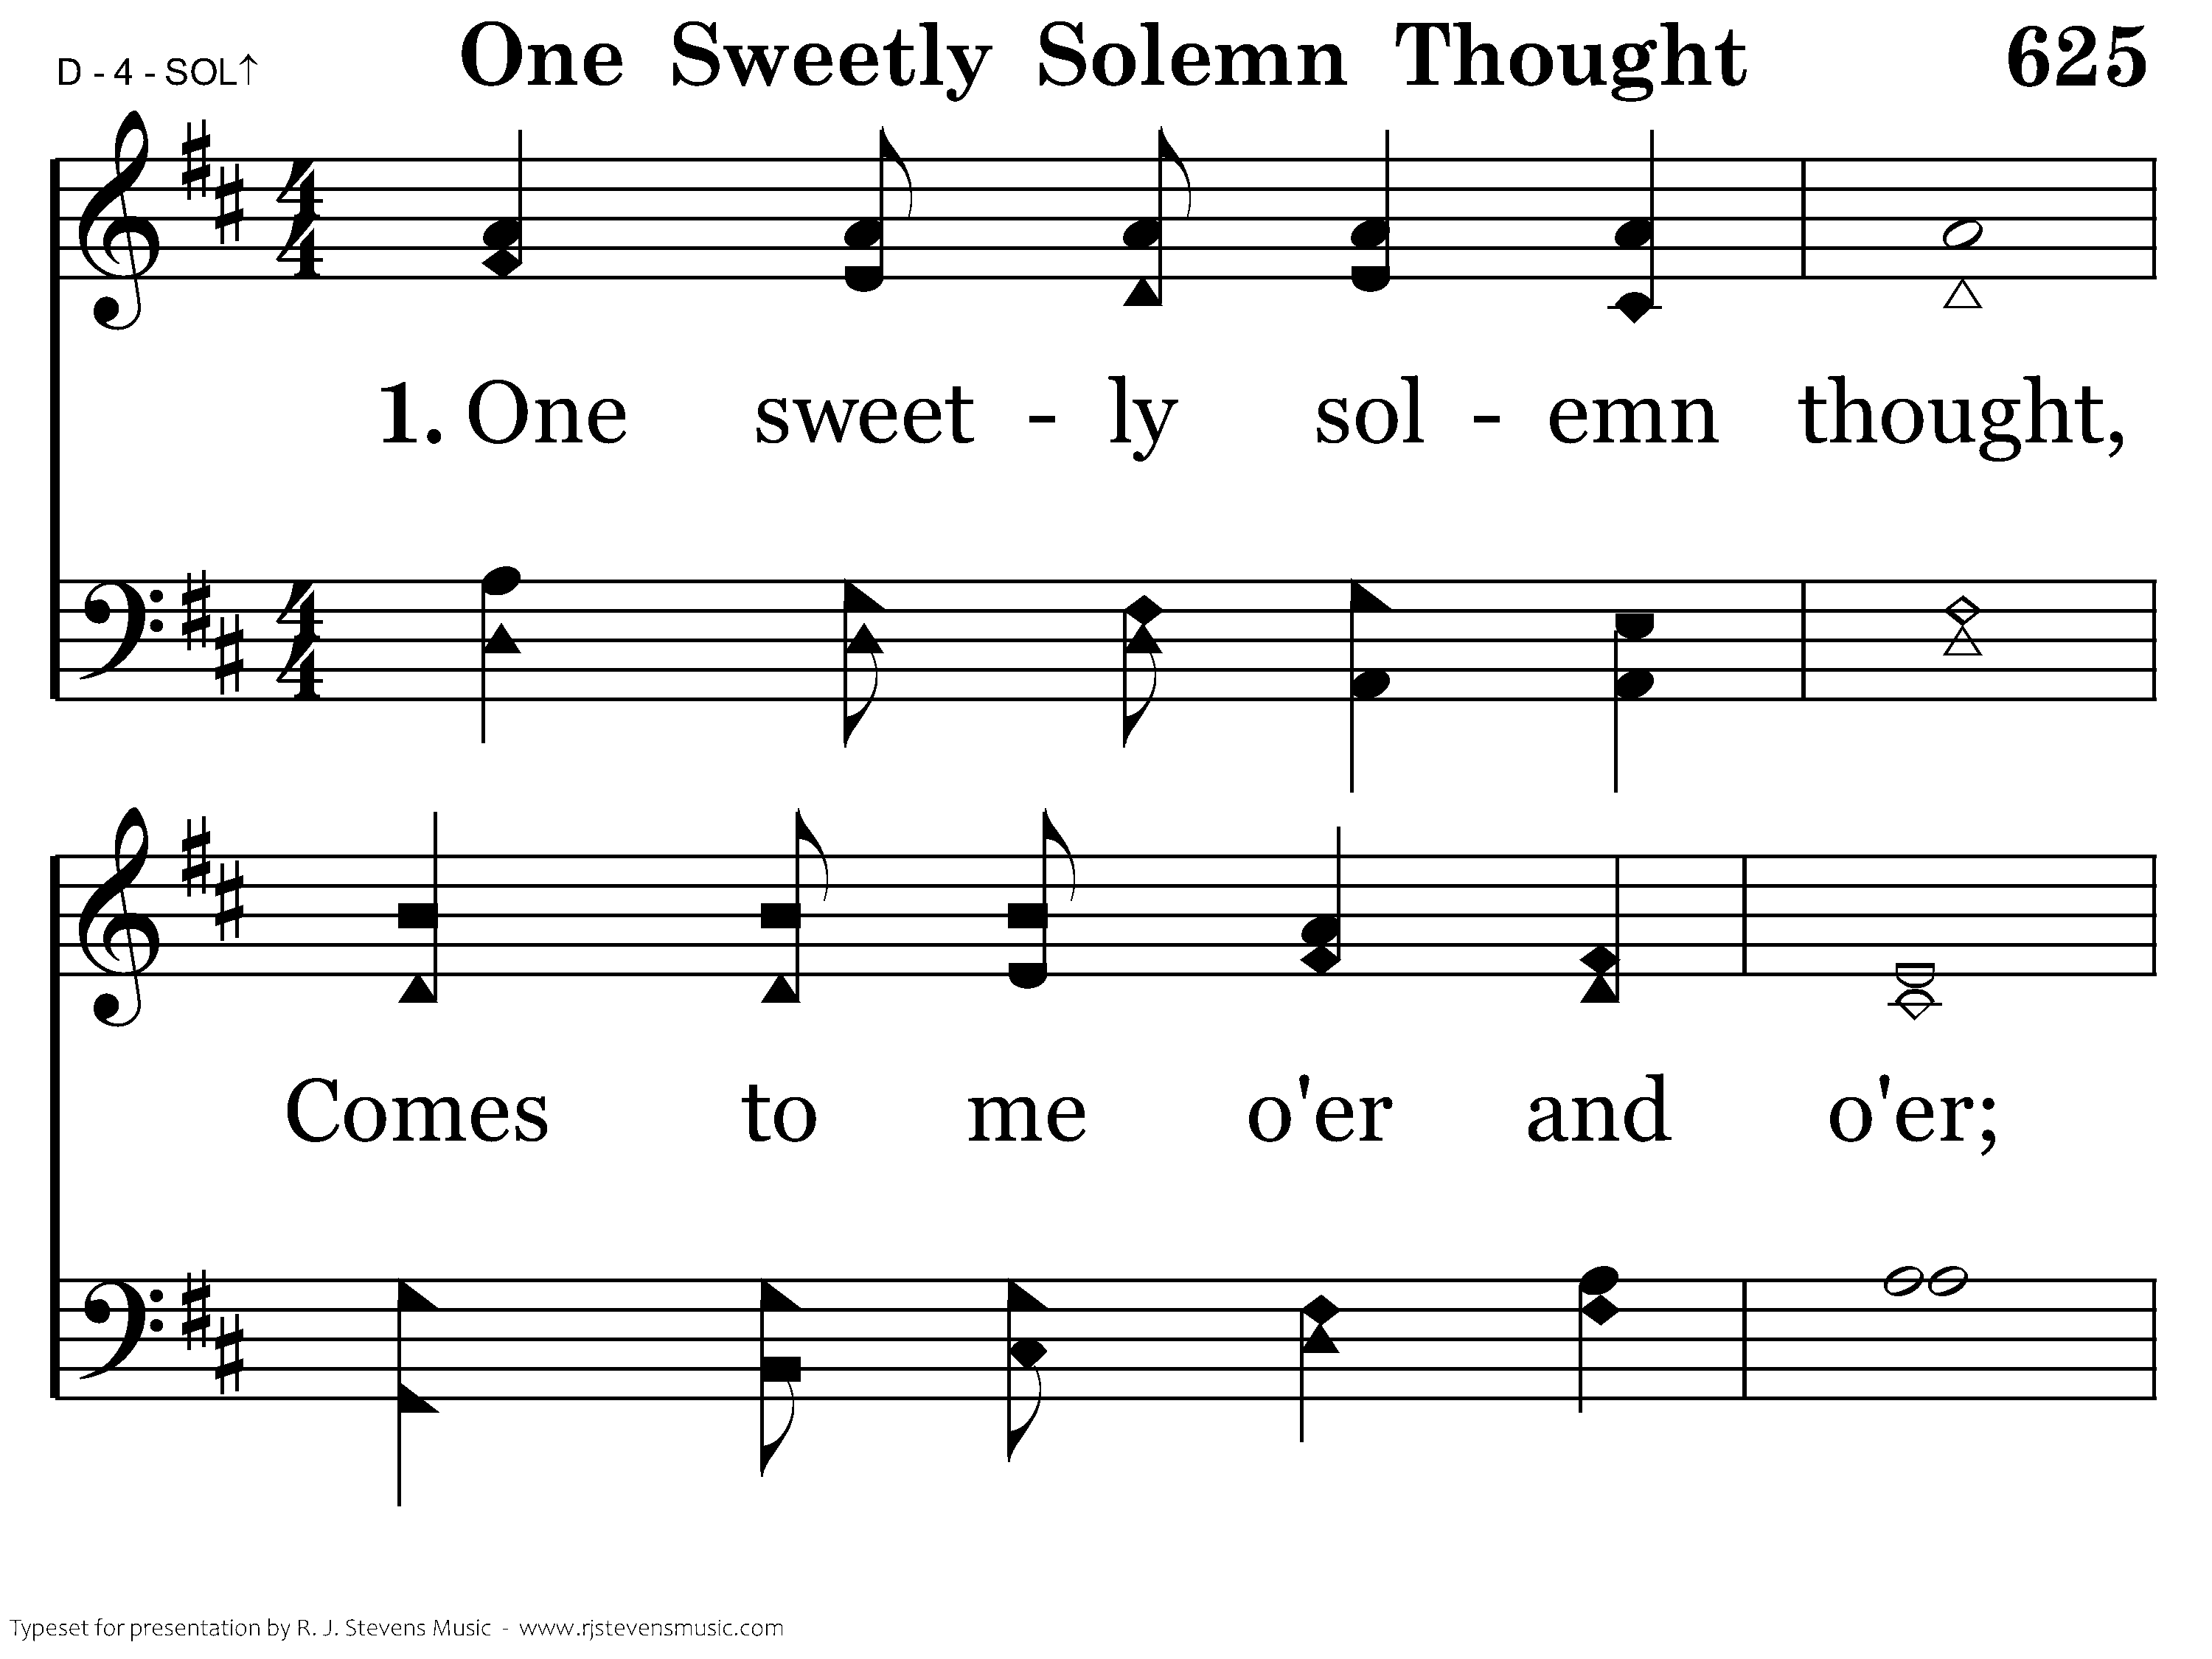 D - 4 - SOL↑ One Sweetly Solemn Thought 625
1. One sweet - ly sol - emn thought,
Comes to me o'er and o'er;
Typeset for presentation by R. J. Stevens Music - www.rjstevensmusic.com